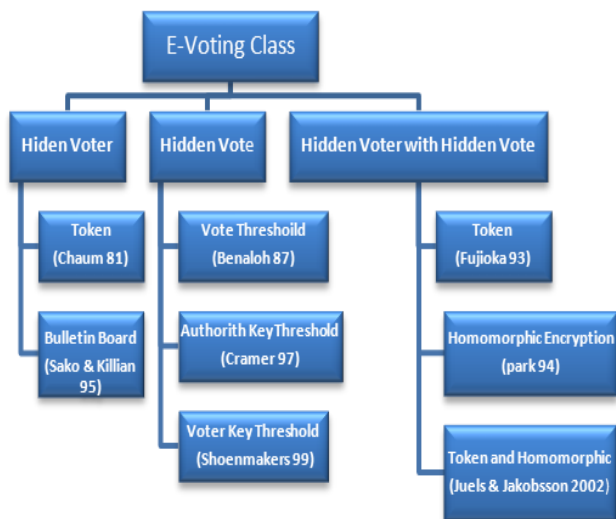 E-Voting Class
Hiden Voter
Hidden Vote
Hidden Voter with Hidden Vote
Token
(Chaum 81)
Bulletin Board
(Sako & Killian
95)
Vote Threshoild
(Benaloh 87)
Authorith Key Threshold
(Cramer 97)
Voter Key Threshold
(Shoenmakers 99)
Token
(Fujioka 93)
Homomorphic Encryption
(park 94)
Token and Homomorphic
(Juels & Jakobsson 2002)